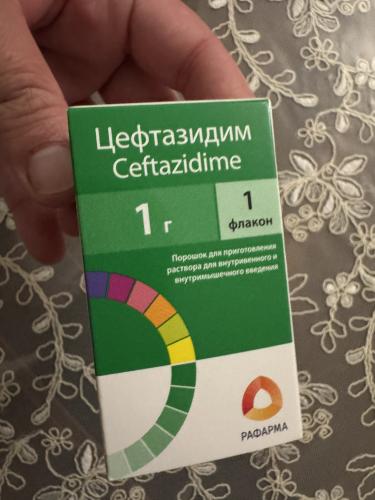 Цефтазидим
Ceftazidime
1 г
1
флакон
Порошок для приготовления
раствора для внутривенного и
внутримышечного введения
РАФАРМА